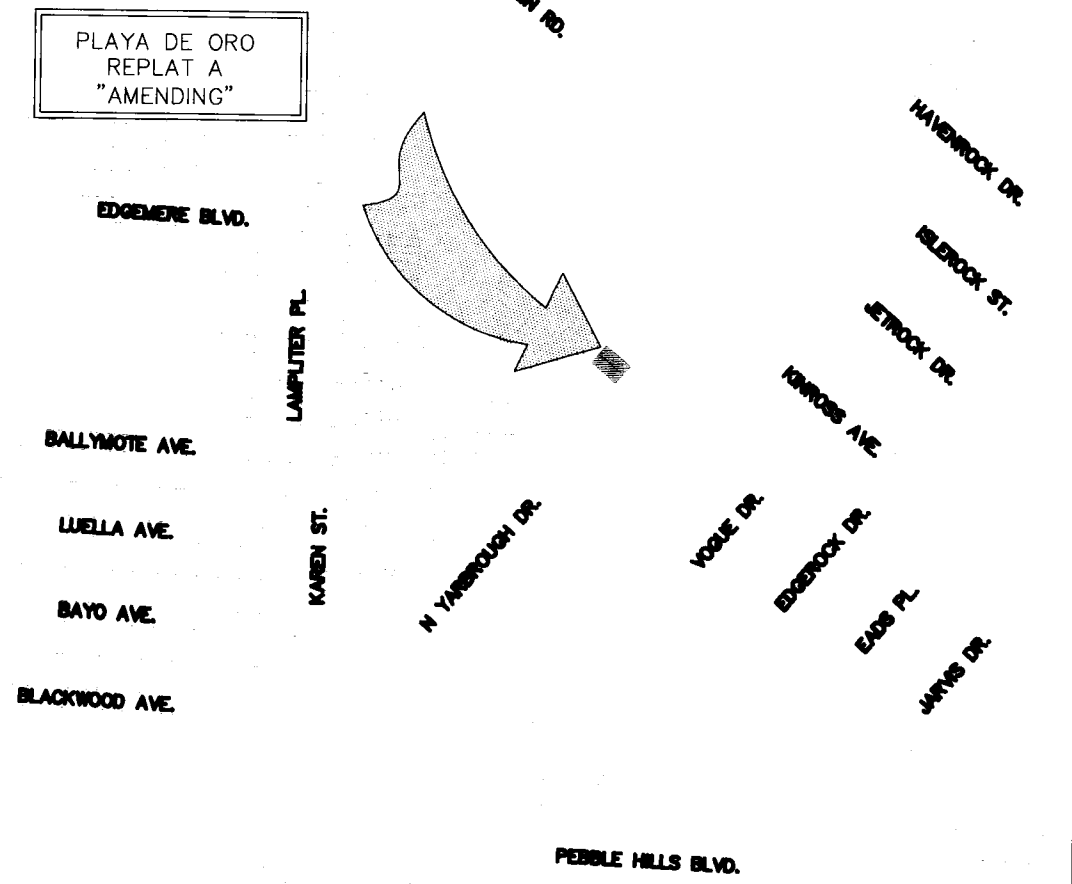 RD.
PLAYA DE ORO
REPLAT A
"AMENDING"
HAVENROCK DR.
EDGEMERE BLVD.
ISLEROCK ST.
LAMPLITER PL.
JETROCK DR.
KINROSS AVE.
BALLYMOTE AVE.
LUELLA AVE.
KAREN ST.
N YARBROUGH DR.
VOGUE DR.
EDGEROCK DR.
BAYO AVE.
EADS PL.
JARVIS DR.
BLACKWOOD AVE.
PEBBLE HILLS BLVD.